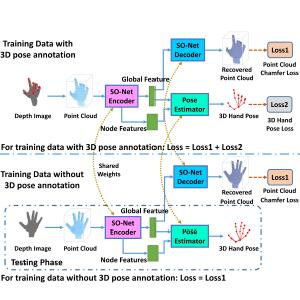 Training Data with
3D pose annotation
SO-Net
Decoder
Loss1
Recovered
Point Cloud
Point Cloud
Chamfer Loss
Global Feature
SO-Net
Encoder
Pose
Estimator
Loss2
Depth Image
Point Cloud
Node Features
3D Hand Pose
3D Hand
Pose Loss
For training data with 3D pose annotation: Loss = Loss1 + Loss2
Shared
Weights
Training Data without
3D pose annotation
SO-Net
Decoder
Loss1
Recovered
Point Cloud
Point Cloud
Chamfer Loss
Global Feature
SO-Net
Encoder
Pose
Estimator
Depth Image
Point Cloud
Node Features
3D Hand Pose
Testing Phase
For training data without 3D pose annotation: Loss = Loss1